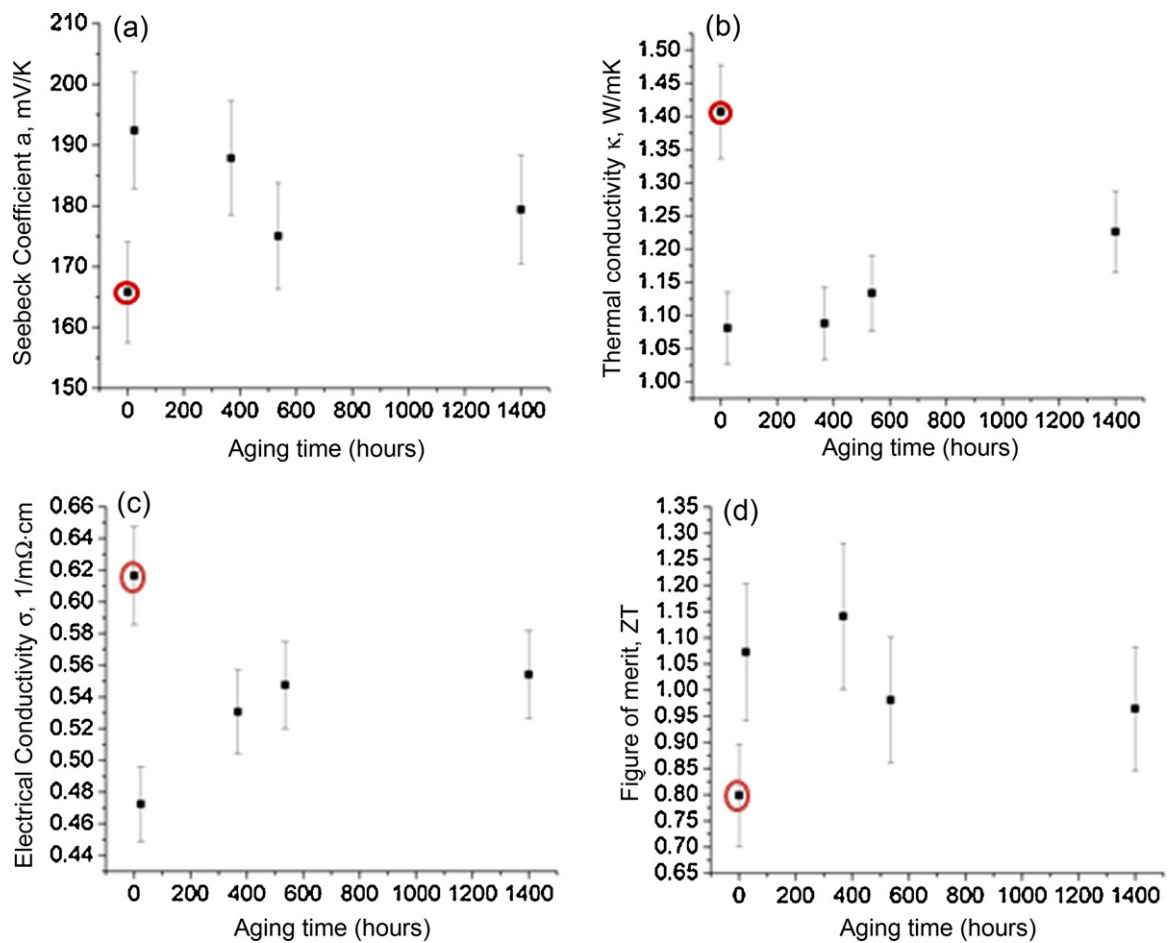 (a)
210
200
190
180
170
160
150
Seebeck Coefficient a, mV/K
0 200 400 600 800 1000 1200 1400
Aging time (hours)
(b)
1.50
1.45
1.40
1.35
1.30
1.25
1.20
1.15
1.10
1.05
1.00
Thermal conductivity κ, W/mK
0 200 400 600 800 1000 1200 1400
Aging time (hours)
(c)
0.66
0.64
0.62
0.60
0.58
0.56
0.54
0.52
0.50
0.48
0.46
0.44
Electrical Conductivity σ, 1/mΩ·cm
0 200 400 600 800 1000 1200 1400
Aging time (hours)
(d)
1.35
1.30
1.25
1.20
1.15
1.10
1.05
1.00
0.95
0.90
0.85
0.80
0.75
0.70
0.65
Figure of merit, ZT
0 200 400 600 800 1000 1200 1400
Aging time (hours)